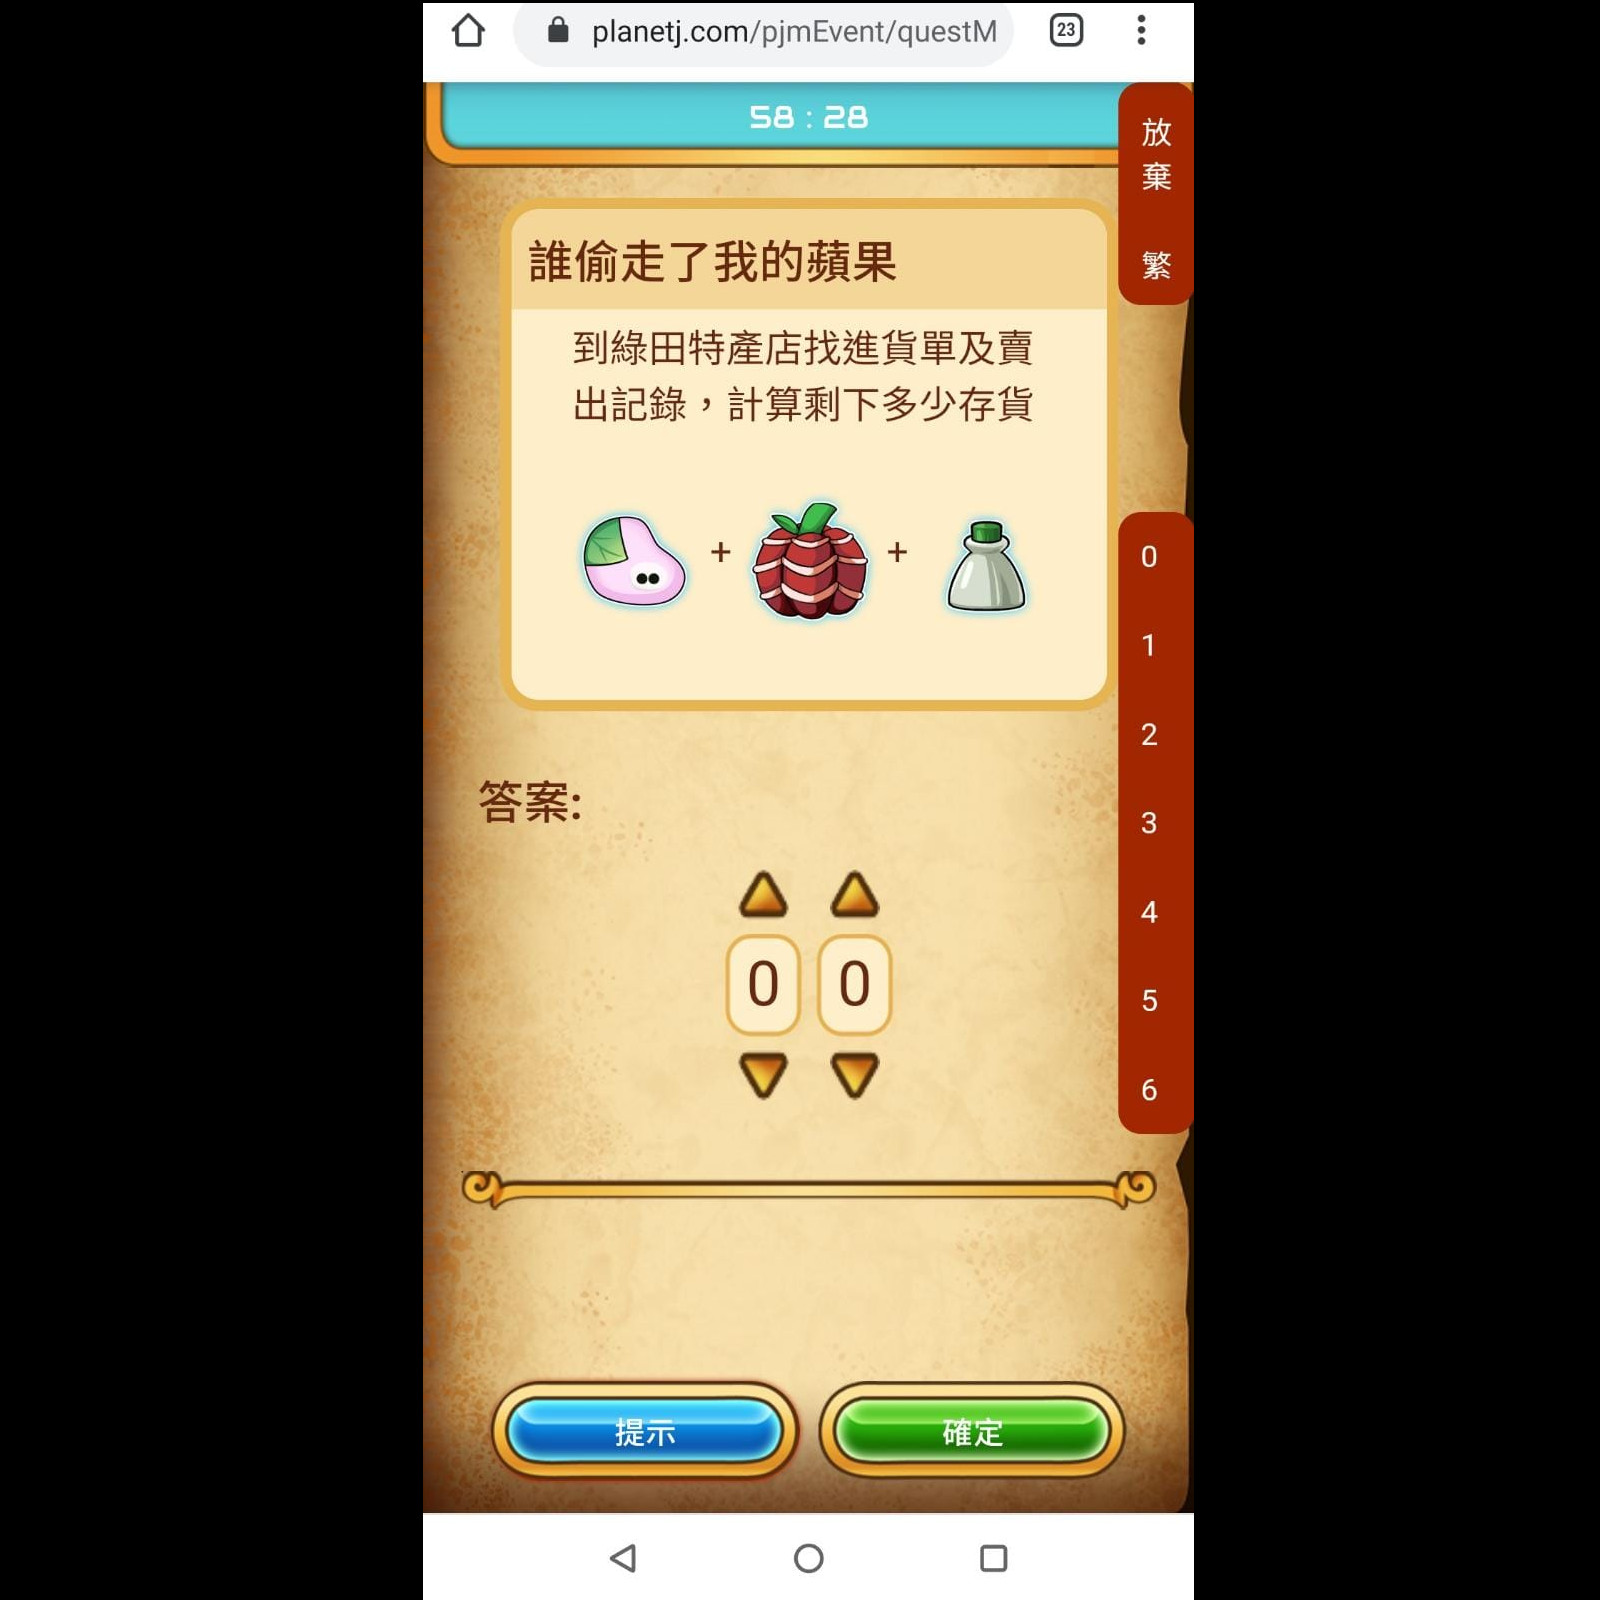 planetj.com/pjmEvent/questM
23
58 : 28
放棄
繁
誰偷走了我的蘋果
到綠田特產店找進貨單及賣
出記錄，計算剩下多少存貨
+ +
0
1
2
3
4
5
6
答案:
0 0
提示 確定